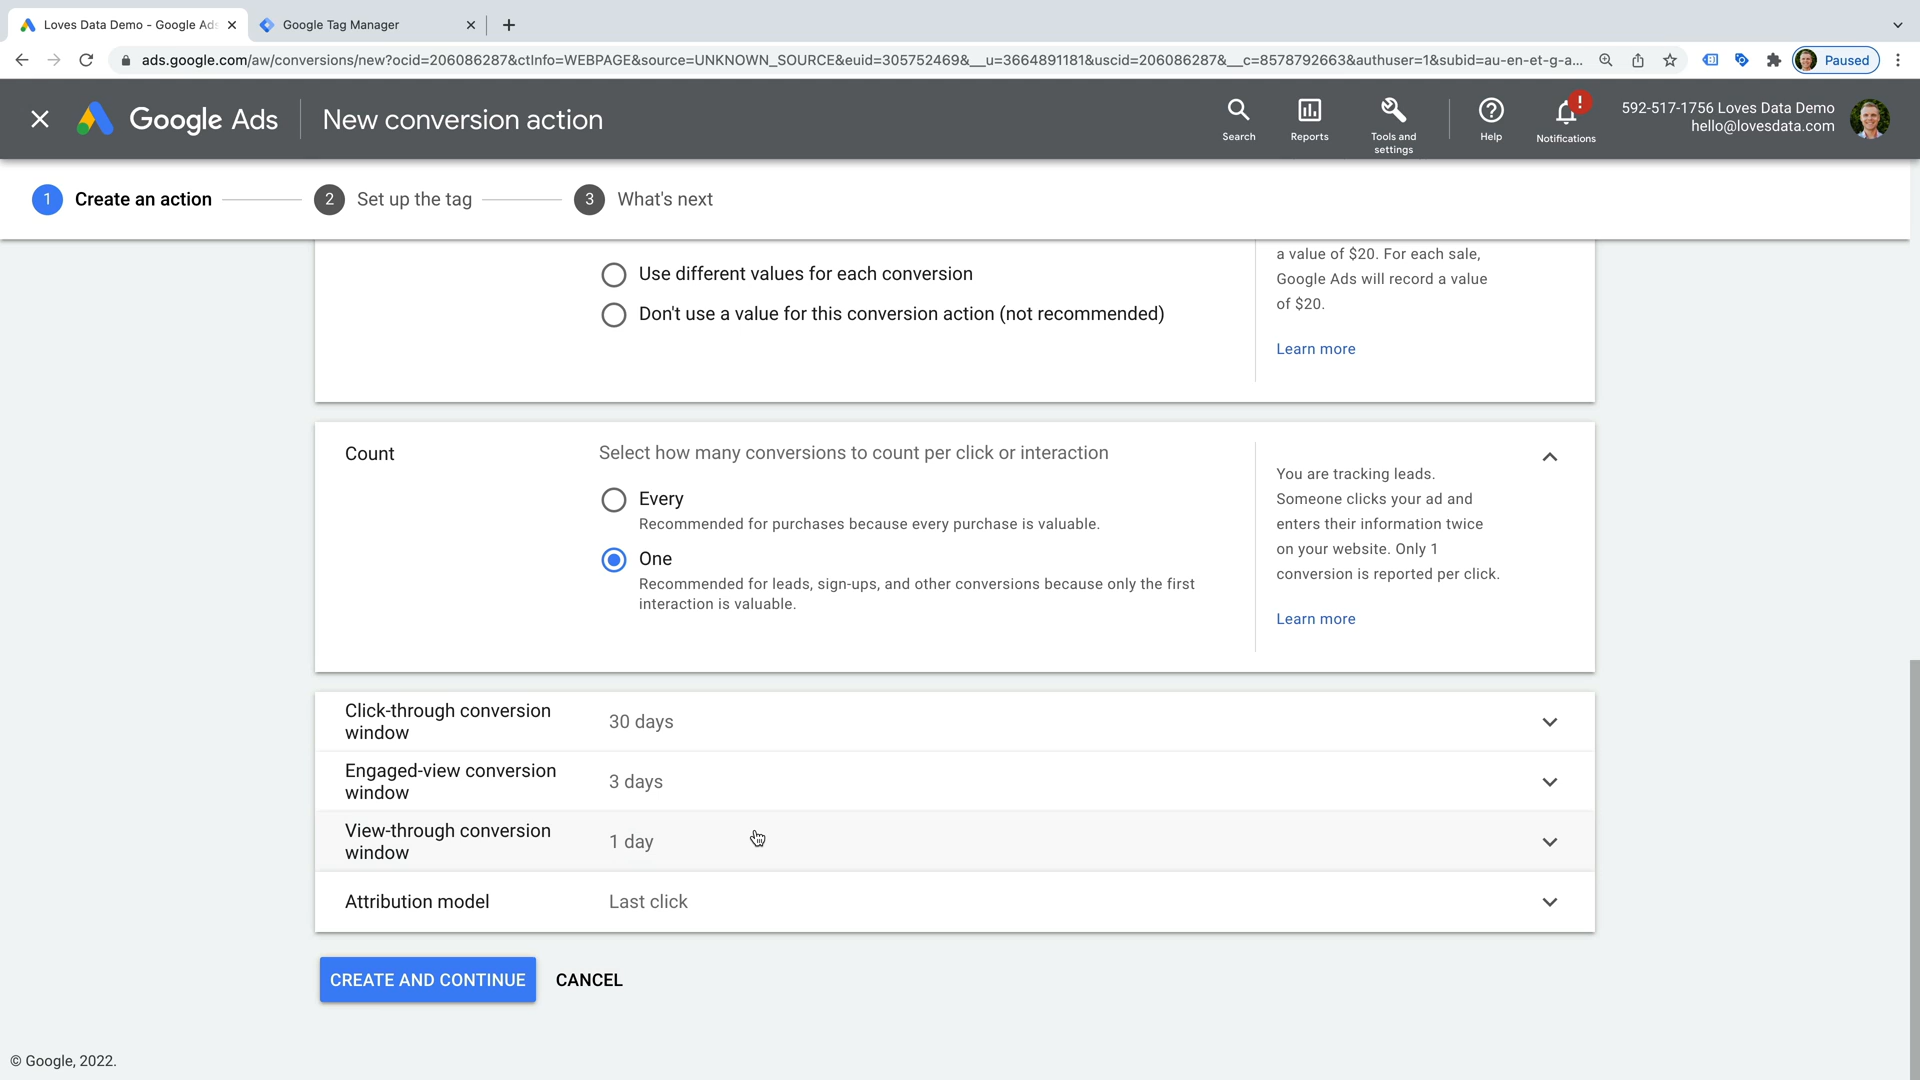 Loves Data Demo - Google Ads
Google Tag Manager
ads.google.com/aw/conversions/new?ocid=206086287&ctInfo=WEBPAGE&source=UNKNOWN_SOURCE&euid=305752469&__u=3664891181&uscid=206086287&__c=8578792663&authuser=1&subid=au-en-et-g-a...
Paused
Google Ads
New conversion action
Search
Reports
Tools and
settings
Help
!
Notifications
592-517-1756 Loves Data Demo
hello@lovesdata.com
1 Create an action
2 Set up the tag
3 What's next
Use different values for each conversion
Don't use a value for this conversion action (not recommended)
a value of $20. For each sale,
Google Ads will record a value
of $20.
Learn more
Count
Select how many conversions to count per click or interaction
Every
Recommended for purchases because every purchase is valuable.
One
Recommended for leads, sign-ups, and other conversions because only the first
interaction is valuable.
You are tracking leads.
Someone clicks your ad and
enters their information twice
on your website. Only 1
conversion is reported per click.
Learn more
Click-through conversion
window
30 days
Engaged-view conversion
window
3 days
View-through conversion
window
1 day
Attribution model
Last click
CREATE AND CONTINUE
CANCEL
© Google, 2022.